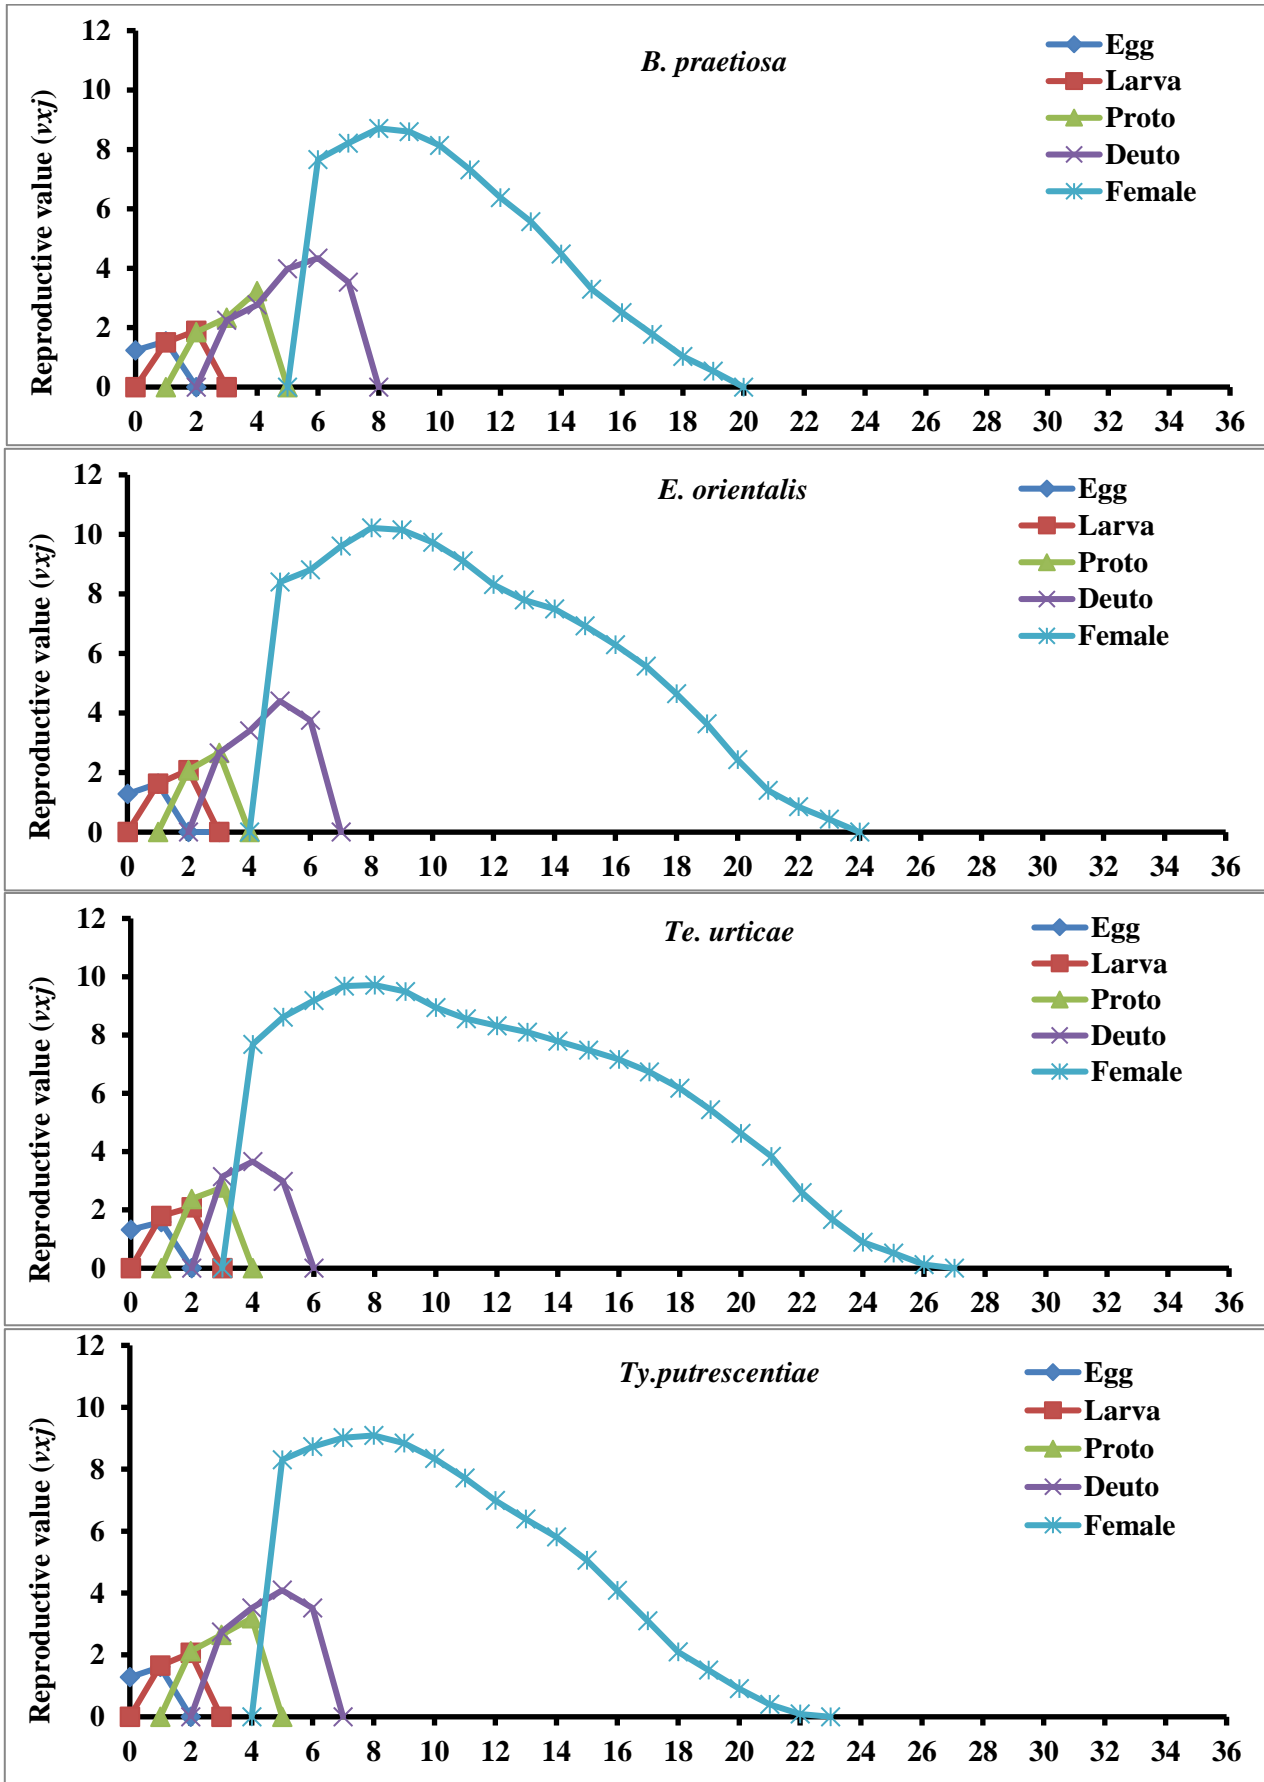 B. praetiosa
Egg
Larva
Proto
Deuto
Female
Reproductive value (vxj)
12
10
8
6
4
2
0
0 2 4 6 8 10 12 14 16 18 20 22 24 26 28 30 32 34 36
E. orientalis
Egg
Larva
Proto
Deuto
Female
Reproductive value (vxj)
12
10
8
6
4
2
0
0 2 4 6 8 10 12 14 16 18 20 22 24 26 28 30 32 34 36
Te. urticae
Egg
Larva
Proto
Deuto
Female
Reproductive value (vxj)
12
10
8
6
4
2
0
0 2 4 6 8 10 12 14 16 18 20 22 24 26 28 30 32 34 36
Ty.putrescentiae
Egg
Larva
Proto
Deuto
Female
Reproductive value (vxj)
12
10
8
6
4
2
0
0 2 4 6 8 10 12 14 16 18 20 22 24 26 28 30 32 34 36